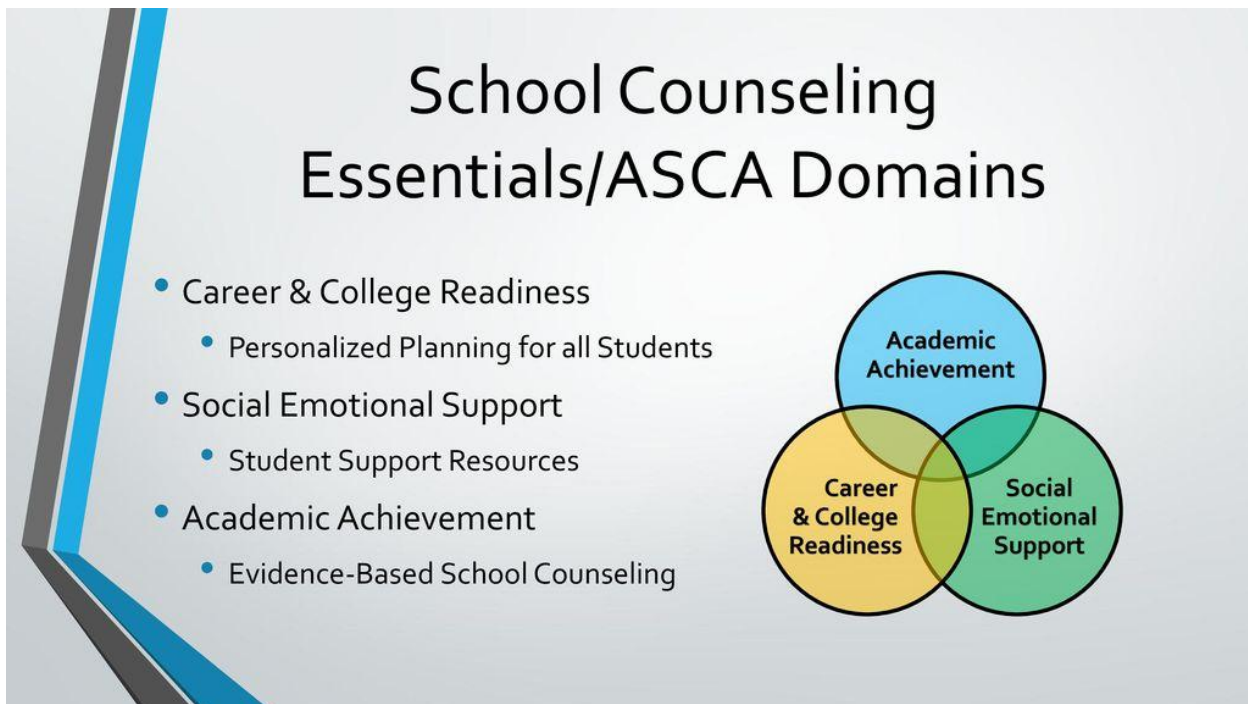 School Counseling
Essentials/ASCA Domains
Career & College Readiness
Personalized Planning for all Students
Social Emotional Support
Student Support Resources
Academic Achievement
Evidence-Based School Counseling
Academic
Achievement
Career
& College
Readiness
Social
Emotional
Support